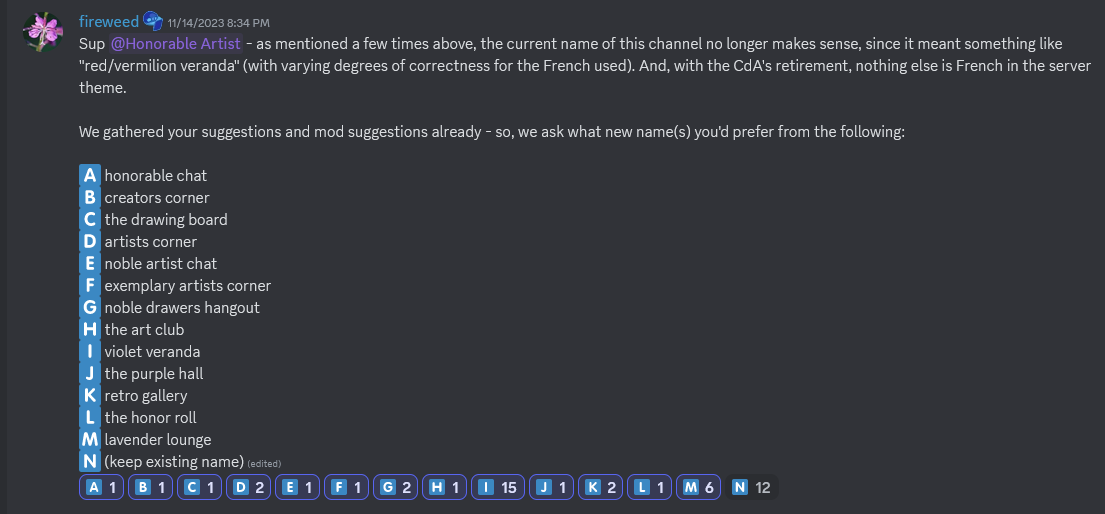 fireweed 11/14/2023 8:34 PM
Sup @Honorable Artist - as mentioned a few times above, the current name of this channel no longer makes sense, since it meant something like
"red/vermilion veranda" (with varying degrees of correctness for the French used). And, with the CdA's retirement, nothing else is French in the server
theme.
We gathered your suggestions and mod suggestions already - so, we ask what new name(s) you'd prefer from the following:
A honorable chat
B creators corner
C the drawing board
D artists corner
E noble artist chat
F exemplary artists corner
G noble drawers hangout
H the art club
I violet veranda
J the purple hall
K retro gallery
L the honor roll
M lavender lounge
N (keep existing name) (edited)
A 1 B 1 C 1 D 2 E 1 F 1 G 2 H 1 I 15 J 1 K 2 L 1 M 6 N 12